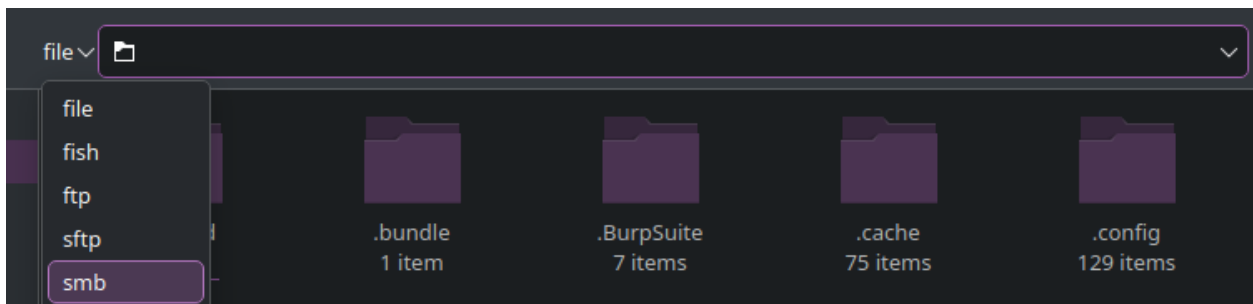 file
file
fish
ftp
sftp
smb
.bundle
1 item
.BurpSuite
7 items
.cache
75 items
.config
129 items